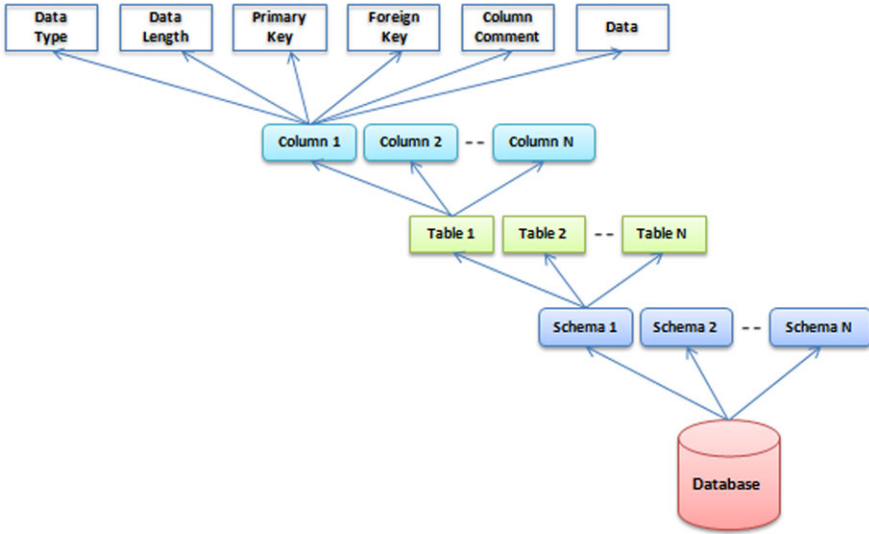 Data
Type
Data
Length
Primary
Key
Foreign
Key
Column
Comment
Data
Column 1
Column 2
--
Column N
Table 1
Table 2
--
Table N
Schema 1
Schema 2
--
Schema N
Database